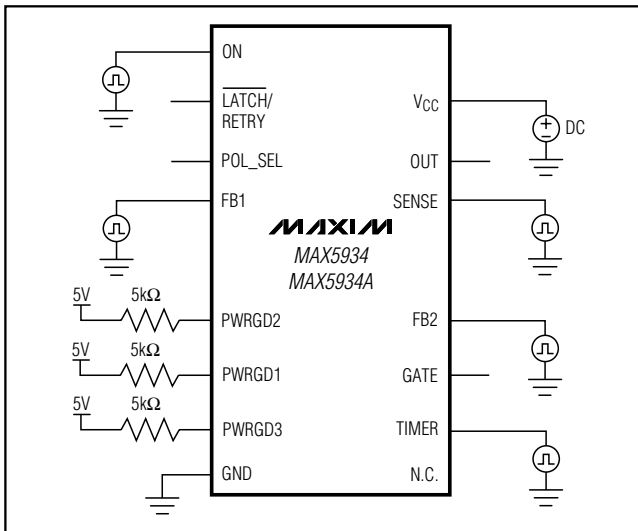 ON
LATCH/
RETRY
POL_SEL
FB1
5V 5kΩ
PWRGD2
5V 5kΩ
PWRGD1
5V 5kΩ
PWRGD3
GND
MAXIM
MAX5934
MAX5934A
VCC
DC
OUT
SENSE
FB2
GATE
TIMER
N.C.